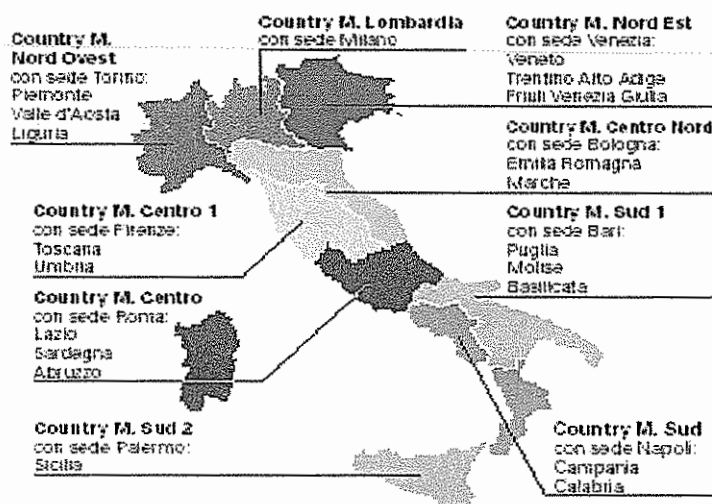 Country M.
Nord Ovest
con sede Torino:
Piemonte
Valle d'Aosta
Liguria
Country M. Lombardia
con sede Milano
Country M. Nord Est
con sede Venezia:
Veneto
Trentino Alto Adige
Friuli Venezia Giulia
Country M. Centro Nord
con sede Bologna:
Emilia Romagna
Marche
Country M. Centro 1
con sede Firenze:
Toscana
Umbria
Country M. Sud 1
con sede Bari:
Puglia
Molise
Basilicata
Country M. Centro
con sede Roma:
Lazio
Sardegna
Abruzzo
Country M. Sud 2
con sede Palermo:
Sicilia
Country M. Sud
con sede Napoli:
Campania
Calabria